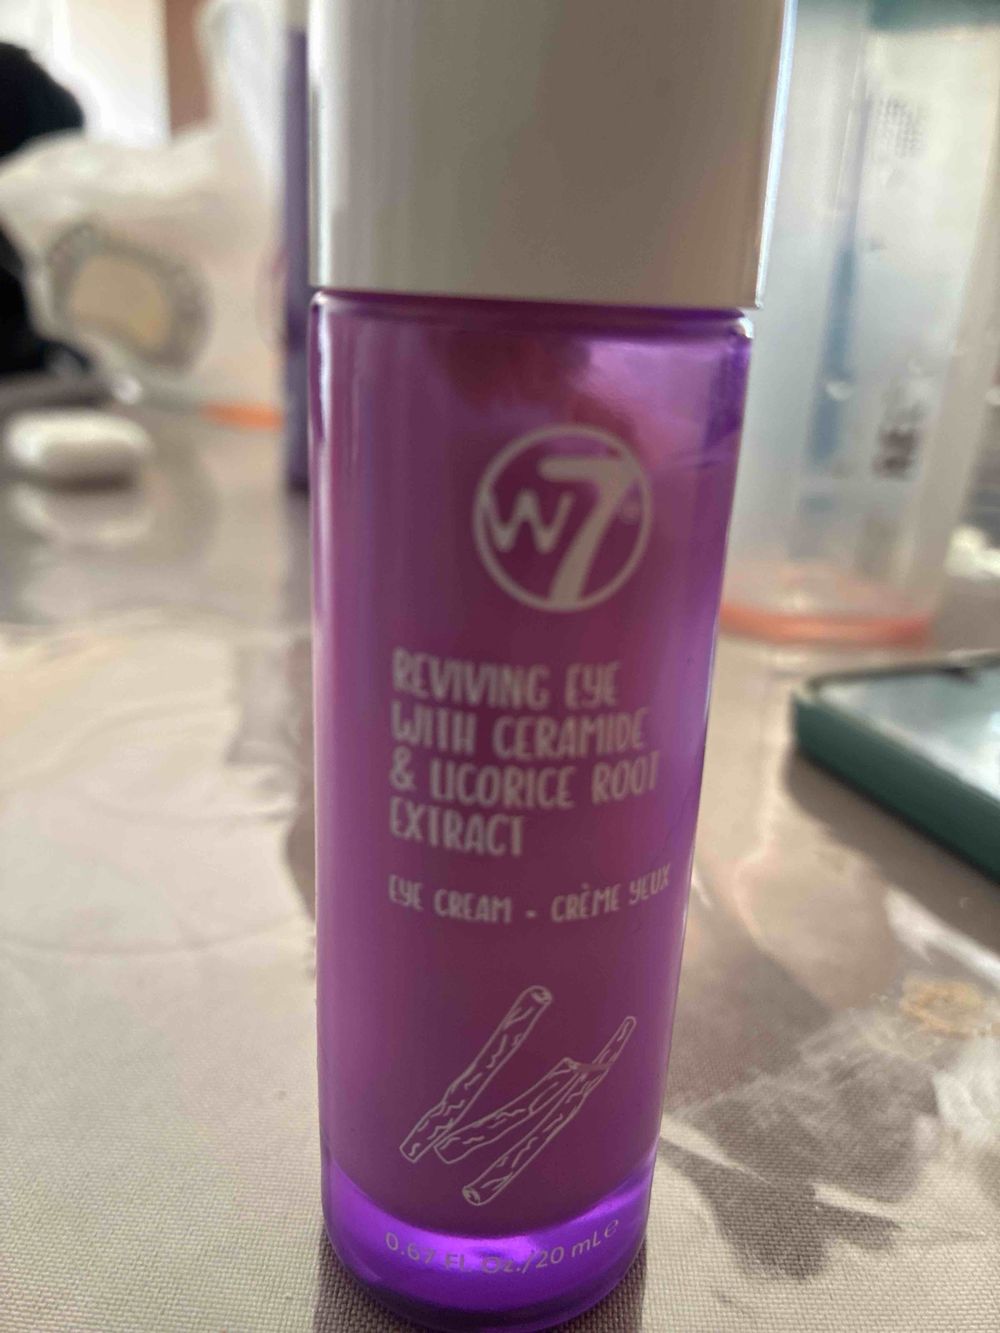 W7®
REVIVING EYE
WITH CERAMIDE
& LICORICE ROOT
EXTRACT
EYE CREAM - CRÈME YEUX
0.67 Fl. Oz./20 mL e